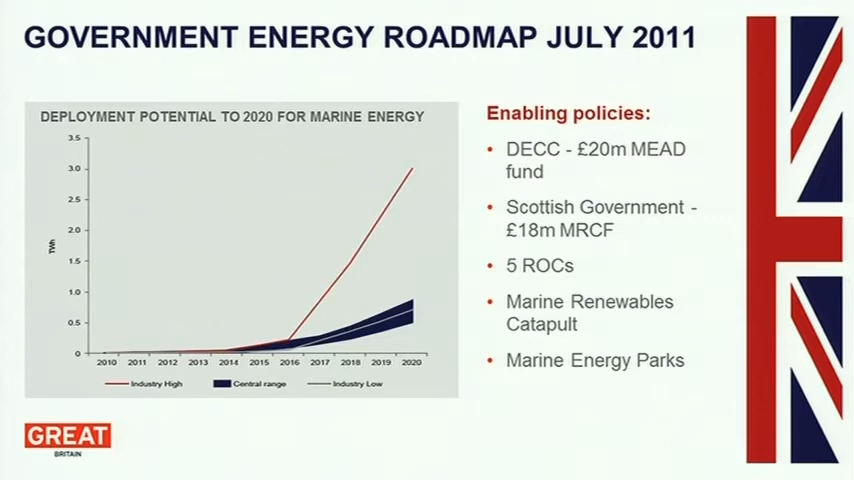 GOVERNMENT ENERGY ROADMAP JULY 2011
DEPLOYMENT POTENTIAL TO 2020 FOR MARINE ENERGY
3.5
3.0
2.5
2.0
1.5
1.0
0.5
0
TWh
2010 2011 2012 2013 2014 2015 2016 2017 2018 2019 2020
Industry High Central range Industry Low
Enabling policies:
• DECC - £20m MEAD
fund
• Scottish Government -
£18m MRCF
• 5 ROCs
• Marine Renewables
Catapult
• Marine Energy Parks
GREAT
BRITAIN